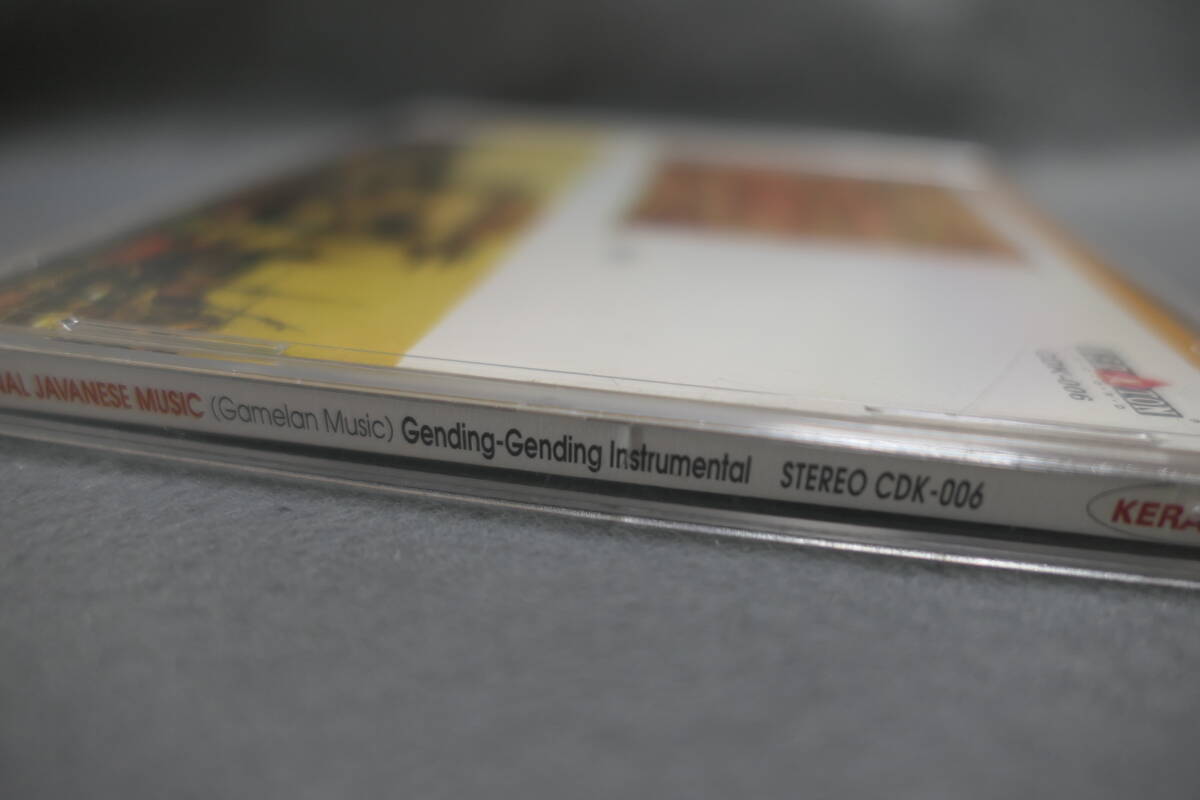 NAL JAVANESE MUSIC (Gamelan Music) Gending-Gending Instrumental STEREO CDK-006 KERA